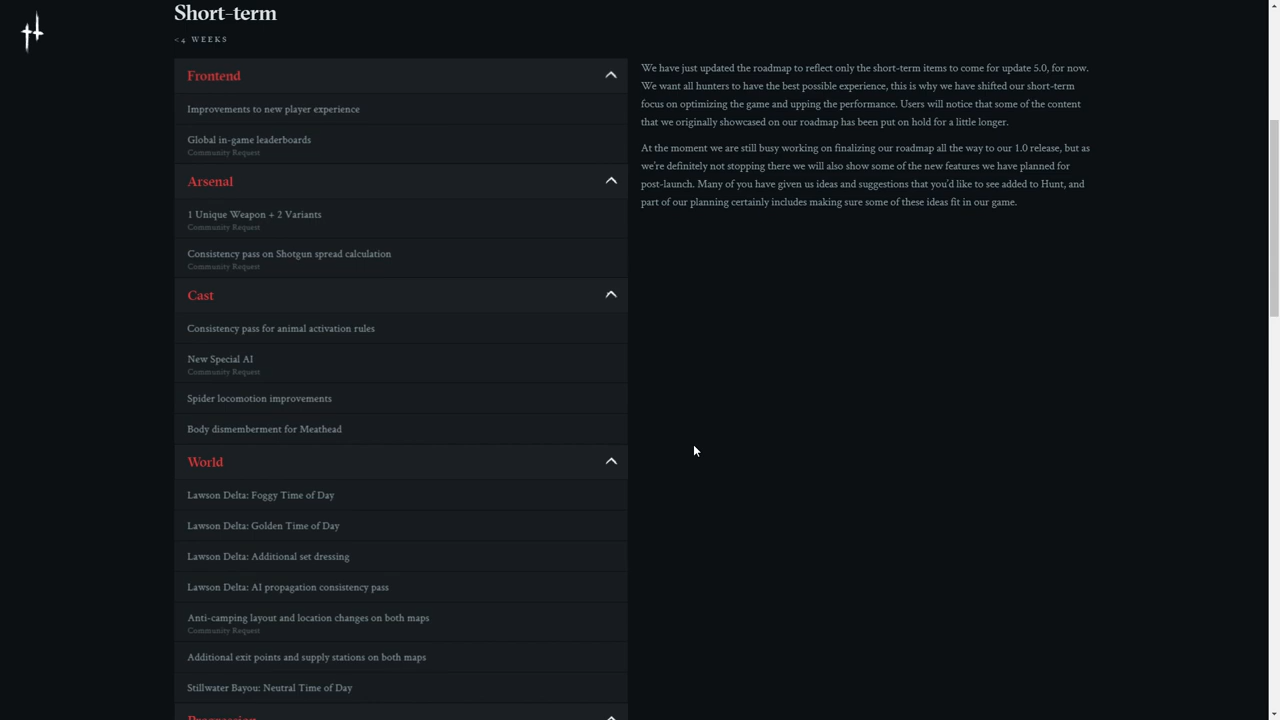 Short-term
<4 WEEKS
Frontend
Improvements to new player experience
Global in-game leaderboards
Community Request
Arsenal
1 Unique Weapon + 2 Variants
Community Request
Consistency pass on Shotgun spread calculation
Community Request
Cast
Consistency pass for animal activation rules
New Special AI
Community Request
Spider locomotion improvements
Body dismemberment for Meathead
World
Lawson Delta: Foggy Time of Day
Lawson Delta: Golden Time of Day
Lawson Delta: Additional set dressing
Lawson Delta: AI propagation consistency pass
Anti-camping layout and location changes on both maps
Community Request
Additional exit points and supply stations on both maps
Stillwater Bayou: Neutral Time of Day
Progression
We have just updated the roadmap to reflect only the short-term items to come for update 5.0, for now.
We want all hunters to have the best possible experience, this is why we have shifted our short-term
focus on optimizing the game and upping the performance. Users will notice that some of the content
that we originally showcased on our roadmap has been put on hold for a little longer.
At the moment we are still busy working on finalizing our roadmap all the way to our 1.0 release, but as
we're definitely not stopping there we will also show some of the new features we have planned for
post-launch. Many of you have given us ideas and suggestions that you'd like to see added to Hunt, and
part of our planning certainly includes making sure some of these ideas fit in our game.